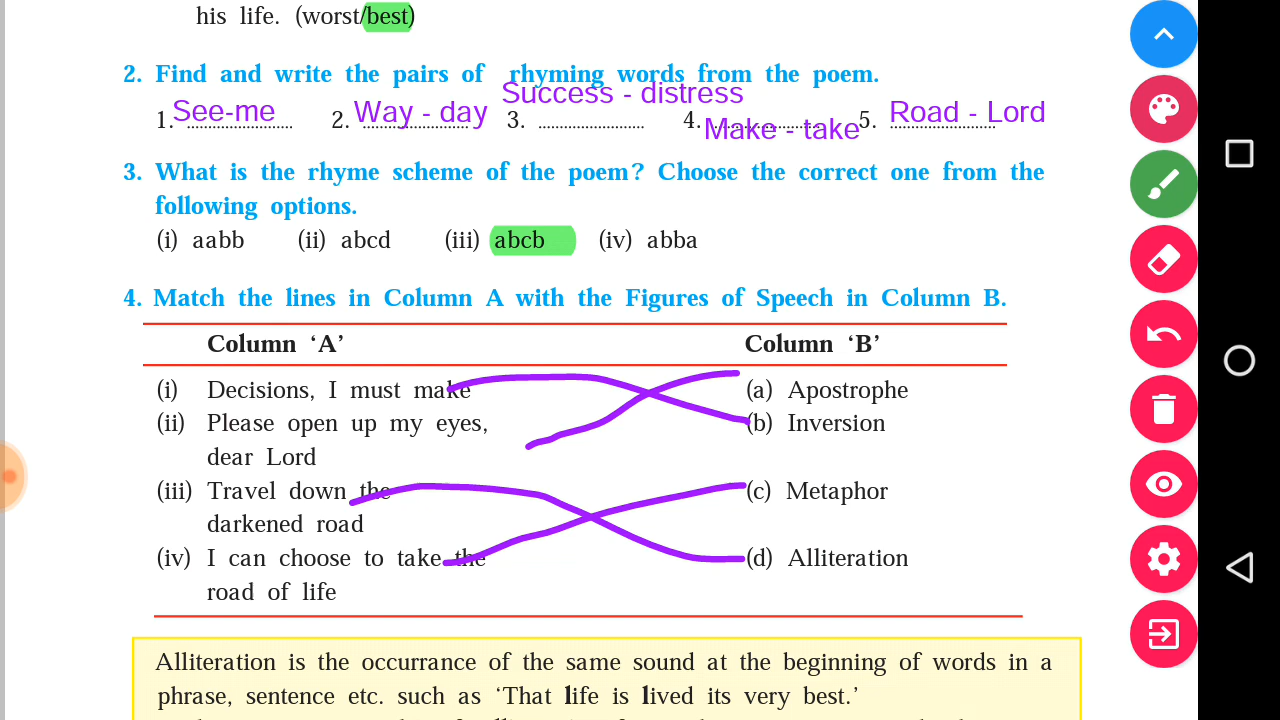 his life. (worst/best)
2. Find and write the pairs of rhyming words from the poem.
1. See-me 2. Way - day 3. Success - distress 4. Make - take 5. Road - Lord
3. What is the rhyme scheme of the poem? Choose the correct one from the
following options.
(i) aabb (ii) abcd (iii) abcb (iv) abba
4. Match the lines in Column A with the Figures of Speech in Column B.
Column ‘A’ Column ‘B’
(i) Decisions, I must make (a) Apostrophe
(ii) Please open up my eyes, (b) Inversion
dear Lord
(iii) Travel down the (c) Metaphor
darkened road
(iv) I can choose to take the (d) Alliteration
road of life
Alliteration is the occurrance of the same sound at the beginning of words in a
phrase, sentence etc. such as ‘That life is lived its very best.’